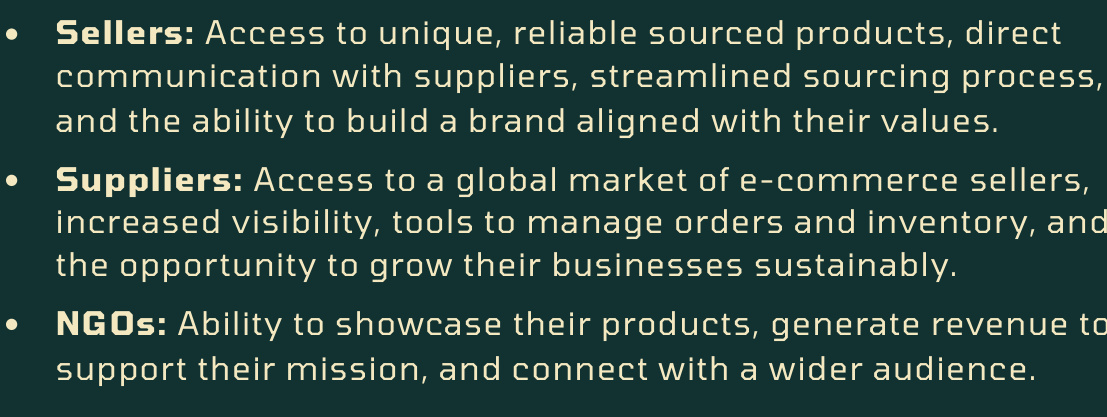 • Sellers: Access to unique, reliable sourced products, direct
communication with suppliers, streamlined sourcing process,
and the ability to build a brand aligned with their values.
• Suppliers: Access to a global market of e-commerce sellers,
increased visibility, tools to manage orders and inventory, and
the opportunity to grow their businesses sustainably.
• NGOs: Ability to showcase their products, generate revenue to
support their mission, and connect with a wider audience.